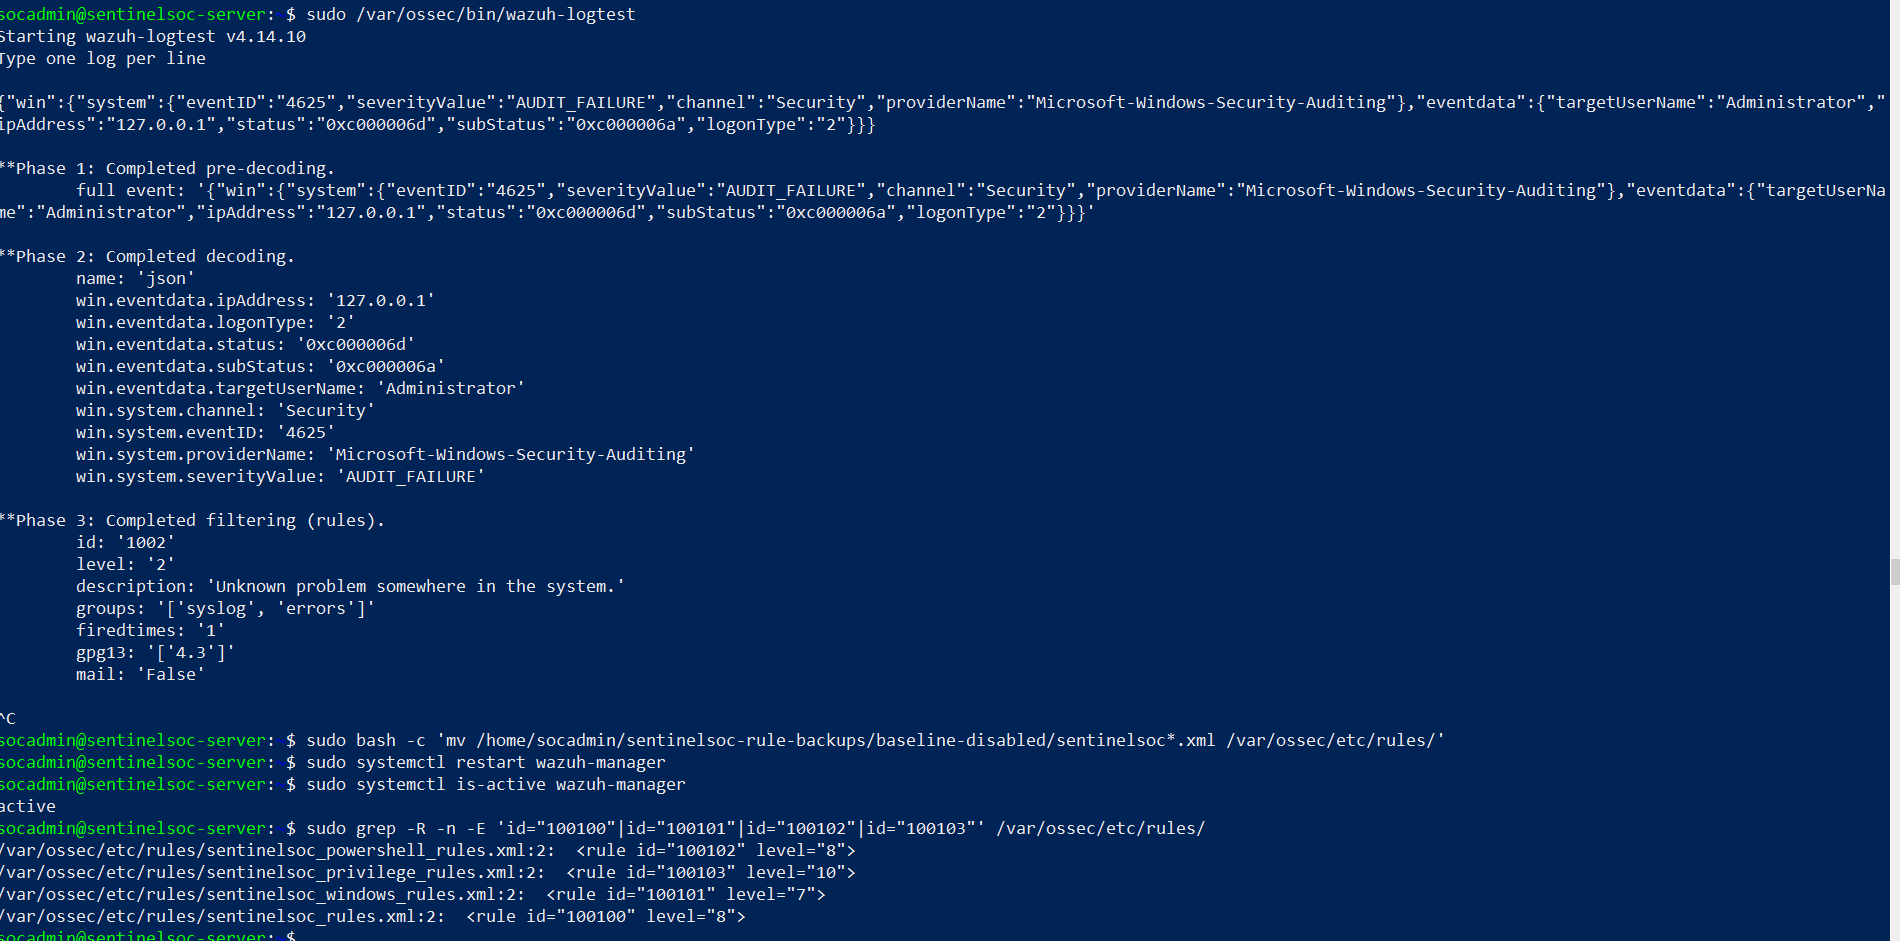 socadmin@sentinelsoc-server: $ sudo /var/ossec/bin/wazuh-logtest
Starting wazuh-logtest v4.14.10
Type one log per line
{"win":{"system":{"eventID":"4625","severityValue":"AUDIT_FAILURE","channel":"Security","providerName":"Microsoft-Windows-Security-Auditing"},"eventdata":{"targetUserName":"Administrator","
ipAddress":"127.0.0.1","status":"0xc000006d","subStatus":"0xc000006a","logonType":"2"}}}
**Phase 1: Completed pre-decoding.
full event: '{"win":{"system":{"eventID":"4625","severityValue":"AUDIT_FAILURE","channel":"Security","providerName":"Microsoft-Windows-Security-Auditing"},"eventdata":{"targetUserNa
me":"Administrator","ipAddress":"127.0.0.1","status":"0xc000006d","subStatus":"0xc000006a","logonType":"2"}}}'
**Phase 2: Completed decoding.
name: 'json'
win.eventdata.ipAddress: '127.0.0.1'
win.eventdata.logonType: '2'
win.eventdata.status: '0xc000006d'
win.eventdata.subStatus: '0xc000006a'
win.eventdata.targetUserName: 'Administrator'
win.system.channel: 'Security'
win.system.eventID: '4625'
win.system.providerName: 'Microsoft-Windows-Security-Auditing'
win.system.severityValue: 'AUDIT_FAILURE'
**Phase 3: Completed filtering (rules).
id: '1002'
level: '2'
description: 'Unknown problem somewhere in the system.'
groups: '['syslog', 'errors']'
firedtimes: '1'
gpg13: '['4.3']'
mail: 'False'
^C
socadmin@sentinelsoc-server: $ sudo bash -c 'mv /home/socadmin/sentinelsoc-rule-backups/baseline-disabled/sentinelsoc*.xml /var/ossec/etc/rules/'
socadmin@sentinelsoc-server: $ sudo systemctl restart wazuh-manager
socadmin@sentinelsoc-server: $ sudo systemctl is-active wazuh-manager
active
socadmin@sentinelsoc-server: $ sudo grep -R -n -E 'id="100100"|id="100101"|id="100102"|id="100103"' /var/ossec/etc/rules/
/var/ossec/etc/rules/sentinelsoc_powershell_rules.xml:2:  <rule id="100102" level="8">
/var/ossec/etc/rules/sentinelsoc_privilege_rules.xml:2:  <rule id="100103" level="10">
/var/ossec/etc/rules/sentinelsoc_windows_rules.xml:2:  <rule id="100101" level="7">
/var/ossec/etc/rules/sentinelsoc_rules.xml:2:  <rule id="100100" level="8">
socadmin@sentinelsoc-server: $